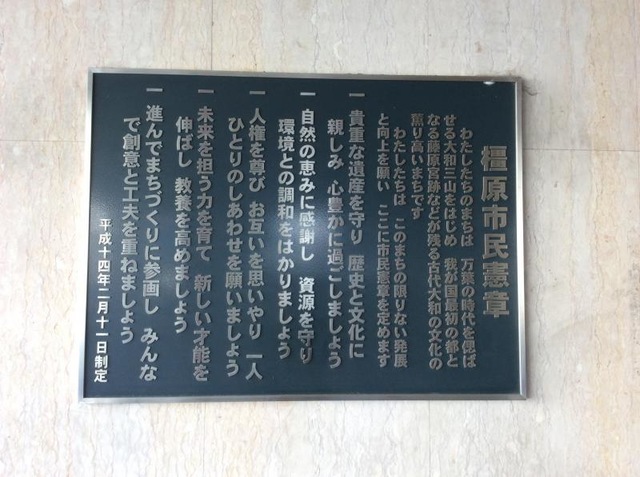 橿原市民憲章
わたしたちのまちは　万葉の時代を偲ば
せる大和三山をはじめ　我が国最初の都と
なる藤原宮跡などが残る古代大和の文化の
薫り高いまちです
わたしたちは　このまちの限りない発展
と向上を願い　ここに市民憲章を定めます
一　貴重な遺産を守り　歴史と文化に
親しみ　心豊かに過ごしましょう
一　自然の恵みに感謝し　資源を守り
環境との調和をはかりましょう
一　人権を尊び　お互いを思いやり　一人
ひとりのしあわせを願いましょう
一　未来を担う力を育て　新しい才能を
伸ばし　教養を高めましょう
一　進んでまちづくりに参画し　みんな
で創意と工夫を重ねましょう
平成十四年二月十一日制定